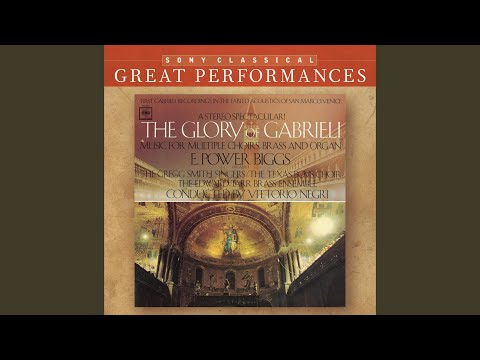 SONY CLASSICAL
GREAT PERFORMANCES
FIRST GABRIELI RECORDINGS IN THE FABLED ACOUSTICS OF SAN MARCO, VENICE
A STEREO SPECTACULAR!
THE GLORY of GABRIELI
MUSIC FOR MULTIPLE CHOIRS, BRASS AND ORGAN
E. POWER BIGGS
THE GREGG SMITH SINGERS / THE TEXAS BOYS CHOIR
THE EDWARD TARR BRASS ENSEMBLE
CONDUCTED BY VITTORIO NEGRI